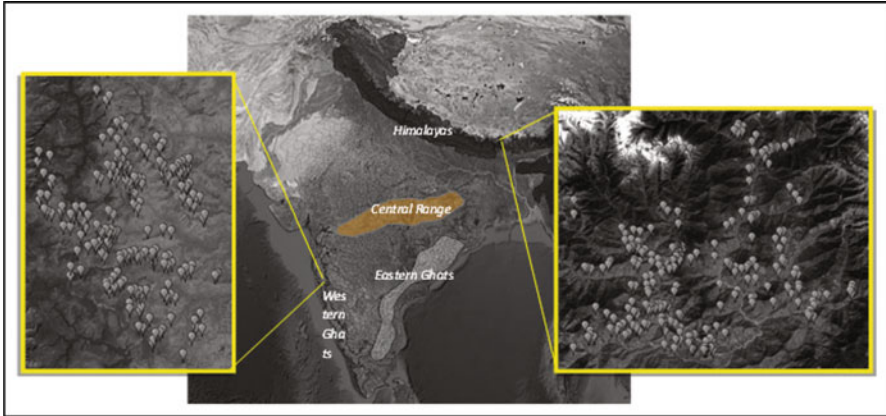 Himalayas
Central Range
Eastern Ghats
Wes
tern
Gha
ts